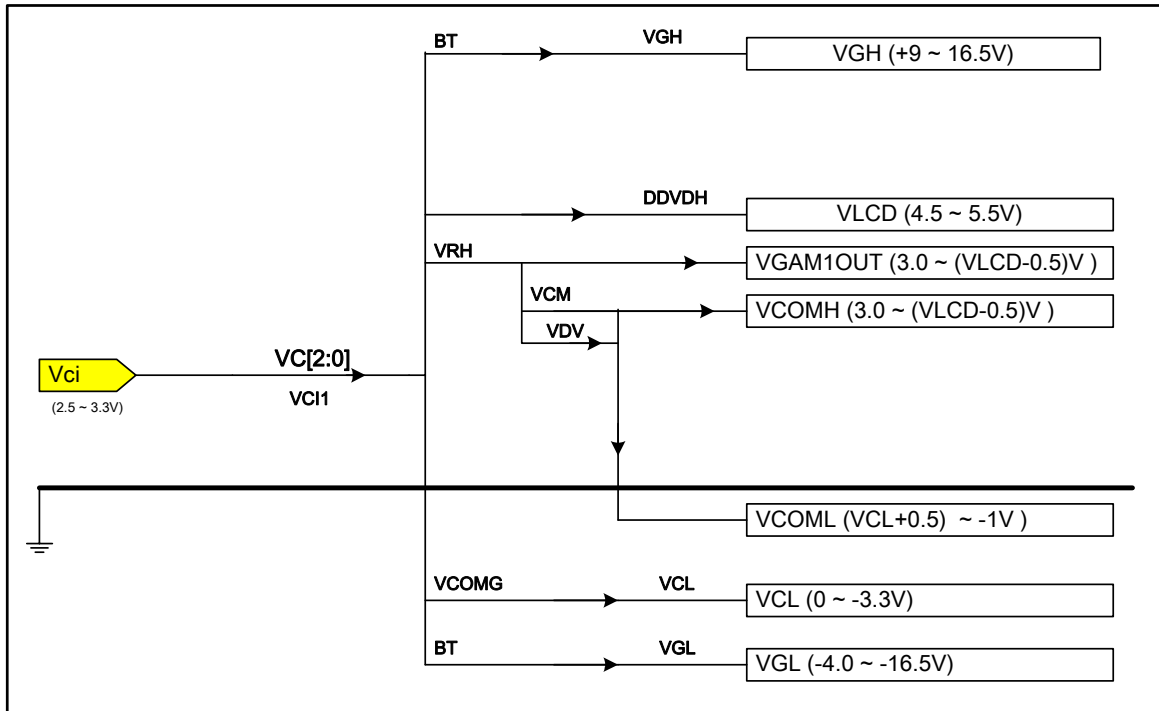 BT
VGH
VGH (+9 ~ 16.5V)
DDVDH
VLCD (4.5 ~ 5.5V)
VRH
VGAM1OUT (3.0 ~ (VLCD-0.5)V )
VCM
VCOMH (3.0 ~ (VLCD-0.5)V )
VDV
Vci
(2.5 ~ 3.3V)
VC[2:0]
VCI1
VCOML (VCL+0.5) ~ -1V )
VCOMG
VCL
VCL (0 ~ -3.3V)
BT
VGL
VGL (-4.0 ~ -16.5V)